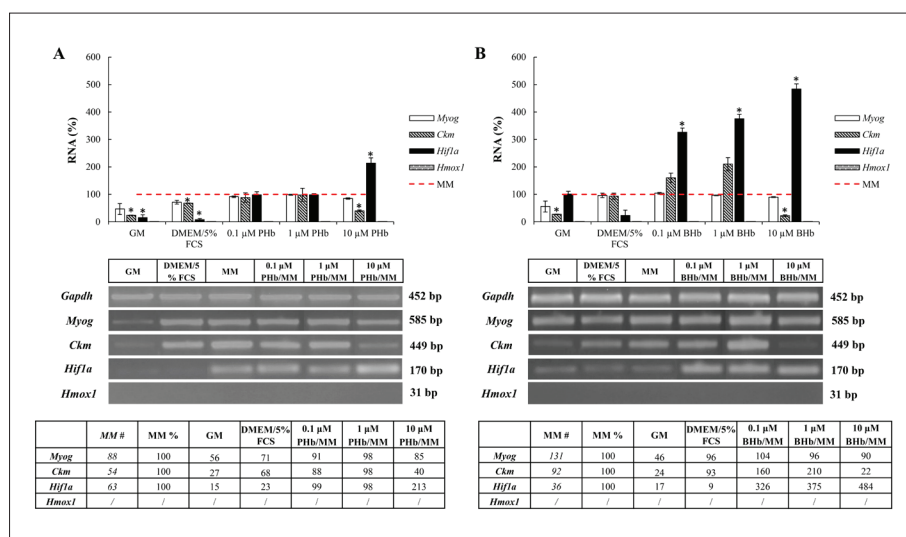 A
600
500
400
300
200
100
0
RNA (%)
GM
DMEM/5%
FCS
0.1 µM PHb
1 µM PHb
10 µM PHb
* * * * * * *
Myog
Ckm
Hif1a
Hmox1
MM
GM
DMEM/5
% FCS
MM
0.1 µM
PHb/MM
1 µM
PHb/MM
10 µM
PHb/MM
Gapdh 452 bp
Myog 585 bp
Ckm 449 bp
Hif1a 170 bp
Hmox1 31 bp
MM # MM % GM DMEM/5% FCS 0.1 µM PHb/MM 1 µM PHb/MM 10 µM PHb/MM
Myog 88 100 56 71 91 98 85
Ckm 54 100 27 68 88 98 40
Hif1a 63 100 15 23 99 98 213
Hmox1 / / / / / / /
B
600
500
400
300
200
100
0
RNA (%)
GM
DMEM/5%
FCS
0.1 µM BHb
1 µM BHb
10 µM BHb
* * * * *
Myog
Ckm
Hif1a
Hmox1
MM
GM
DMEM/5
% FCS
MM
0.1 µM
BHb/MM
1 µM
BHb/MM
10 µM
BHb/MM
Gapdh 452 bp
Myog 585 bp
Ckm 449 bp
Hif1a 170 bp
Hmox1 31 bp
MM # MM % GM DMEM/5% FCS 0.1 µM BHb/MM 1 µM BHb/MM 10 µM BHb/MM
Myog 131 100 46 96 104 96 90
Ckm 92 100 24 93 160 210 22
Hif1a 36 100 17 9 326 375 484
Hmox1 / / / / / / /